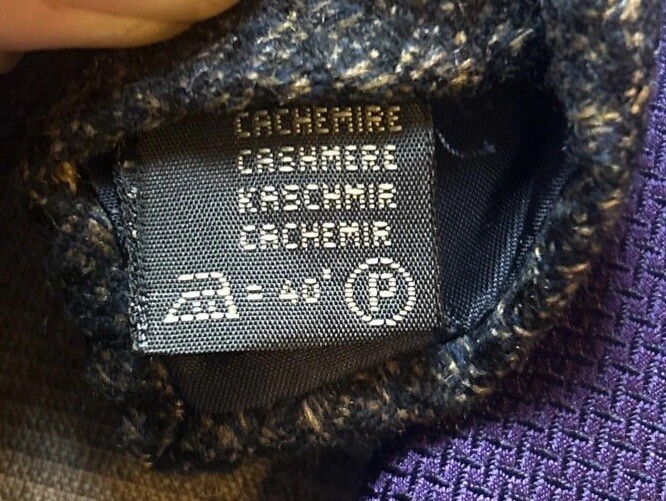 CACHEMIRE
CASHMERE
KASCHMIR
CACHEMIR
= 40° P